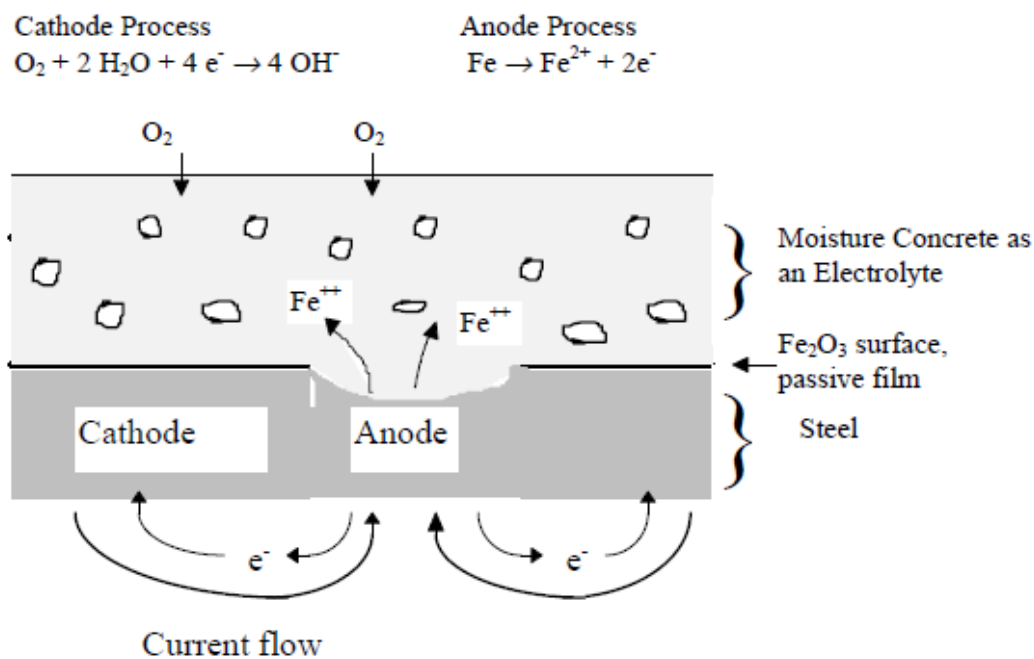 Cathode Process
O₂ + 2 H₂O + 4 e⁻ → 4 OH⁻
Anode Process
Fe → Fe²⁺ + 2e⁻
O₂
O₂
Moisture Concrete as
an Electrolyte
Fe⁺⁺
Fe⁺⁺
Fe₂O₃ surface,
passive film
Cathode
Anode
Steel
e⁻
e⁻
Current flow